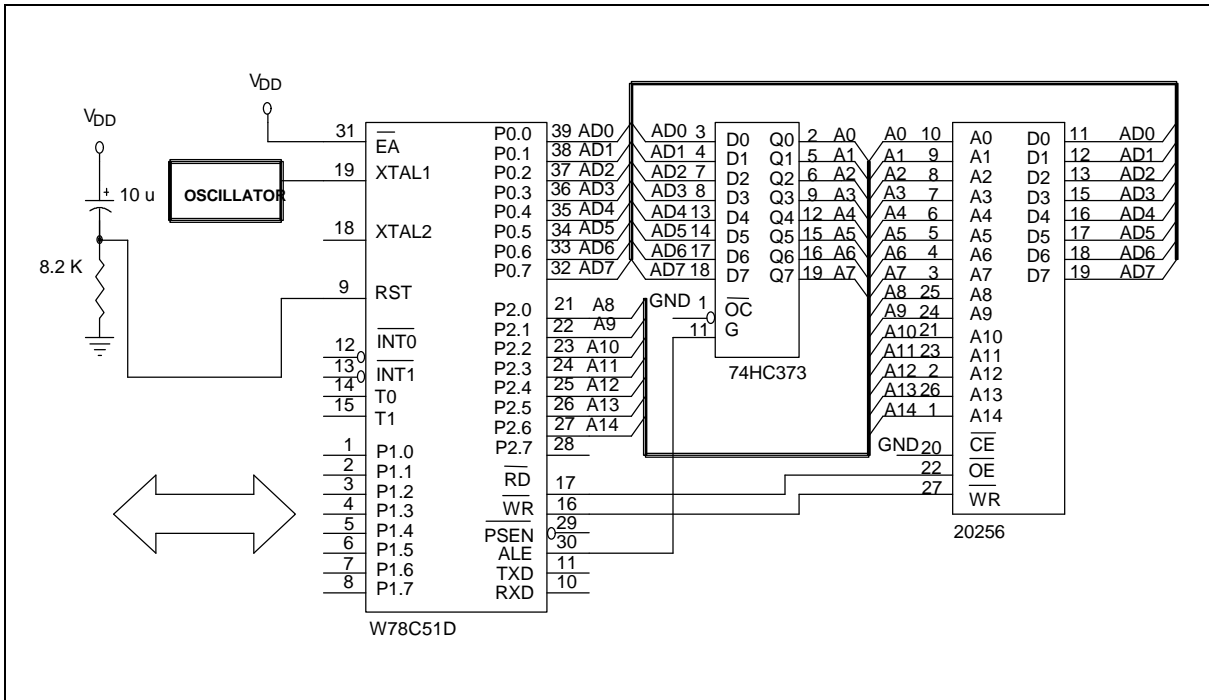 VDD
VDD
10 u
8.2 K
OSCILLATOR
31 EA
19 XTAL1
18 XTAL2
9 RST
12 INT0
13 INT1
14 T0
15 T1
1 P1.0
2 P1.1
3 P1.2
4 P1.3
5 P1.4
6 P1.5
7 P1.6
8 P1.7
P0.0 39 AD0
P0.1 38 AD1
P0.2 37 AD2
P0.3 36 AD3
P0.4 35 AD4
P0.5 34 AD5
P0.6 33 AD6
P0.7 32 AD7
P2.0 21 A8
P2.1 22 A9
P2.2 23 A10
P2.3 24 A11
P2.4 25 A12
P2.5 26 A13
P2.6 27 A14
P2.7 28
RD 17
WR 16
PSEN 29
ALE 30
TXD 11
RXD 10
W78C51D
AD0 3 D0 Q0 2 A0
AD1 4 D1 Q1 5 A1
AD2 7 D2 Q2 6 A2
AD3 8 D3 Q3 9 A3
AD4 13 D4 Q4 12 A4
AD5 14 D5 Q5 15 A5
AD6 17 D6 Q6 16 A6
AD7 18 D7 Q7 19 A7
GND 1 OC
11 G
74HC373
A0 10 A0 D0 11 AD0
A1 9 A1 D1 12 AD1
A2 8 A2 D2 13 AD2
A3 7 A3 D3 15 AD3
A4 6 A4 D4 16 AD4
A5 5 A5 D5 17 AD5
A6 4 A6 D6 18 AD6
A7 3 A7 D7 19 AD7
A8 25 A8
A9 24 A9
A10 21 A10
A11 23 A11
A12 2 A12
A13 26 A13
A14 1 A14
GND 20 CE
22 OE
27 WR
20256